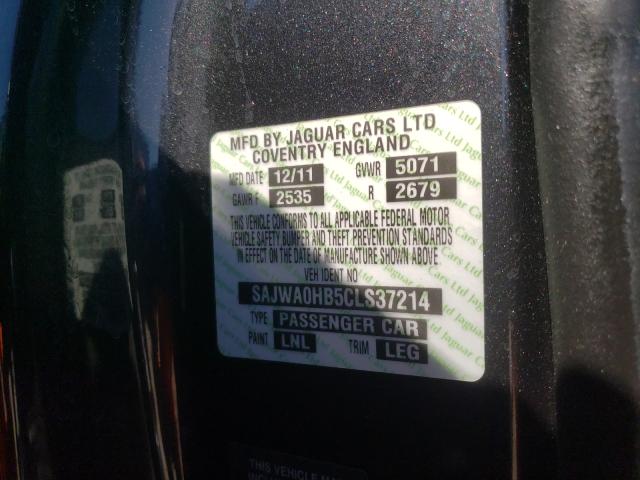 MFD BY JAGUAR CARS LTD
COVENTRY ENGLAND
MFD DATE 12/11 GVWR 5071
GAWR F 2535 R 2679
THIS VEHICLE CONFORMS TO ALL APPLICABLE FEDERAL MOTOR
VEHICLE SAFETY BUMPER AND THEFT PREVENTION STANDARDS
IN EFFECT ON THE DATE OF MANUFACTURE SHOWN ABOVE.
VEH IDENT NO
SAJWA0HB5CLS37214
TYPE PASSENGER CAR
PAINT LNL TRIM LEG
THIS VEHICLE